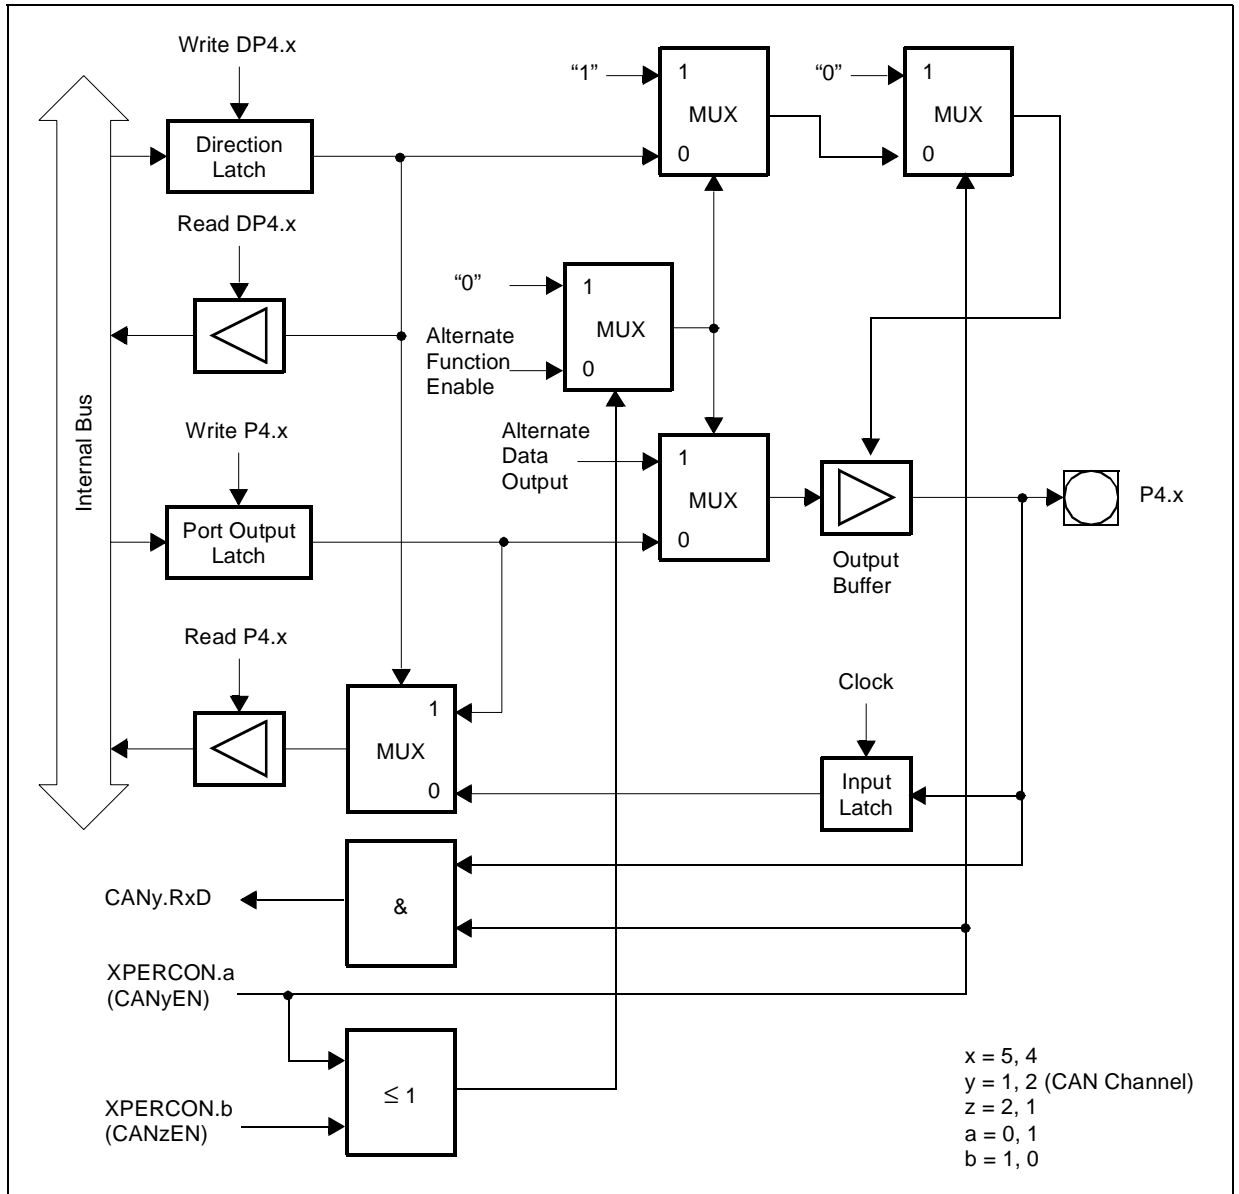 Write DP4.x
“1”
1
MUX
0
“0”
1
MUX
0
Direction
Latch
Read DP4.x
“0”
1
MUX
0
Alternate
Function
Enable
Internal Bus
Write P4.x
Alternate
Data
Output
1
MUX
0
Port Output
Latch
Output
Buffer
P4.x
Read P4.x
1
MUX
0
Clock
Input
Latch
CANy.RxD
&
XPERCON.a
(CANyEN)
≤ 1
XPERCON.b
(CANzEN)
x = 5, 4
y = 1, 2 (CAN Channel)
z = 2, 1
a = 0, 1
b = 1, 0